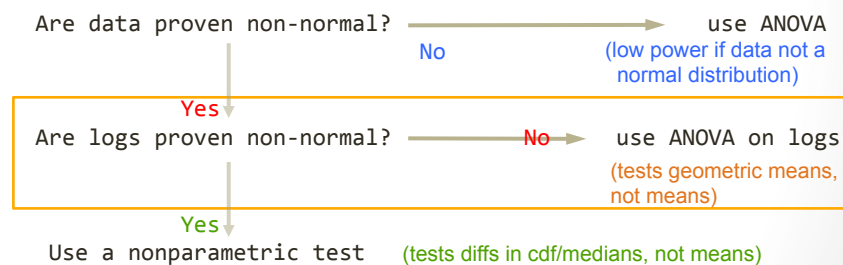 Are data proven non-normal?
No
use ANOVA
(low power if data not a
normal distribution)
Yes
Are logs proven non-normal?
No
use ANOVA on logs
(tests geometric means,
not means)
Yes
Use a nonparametric test
(tests diffs in cdf/medians, not means)